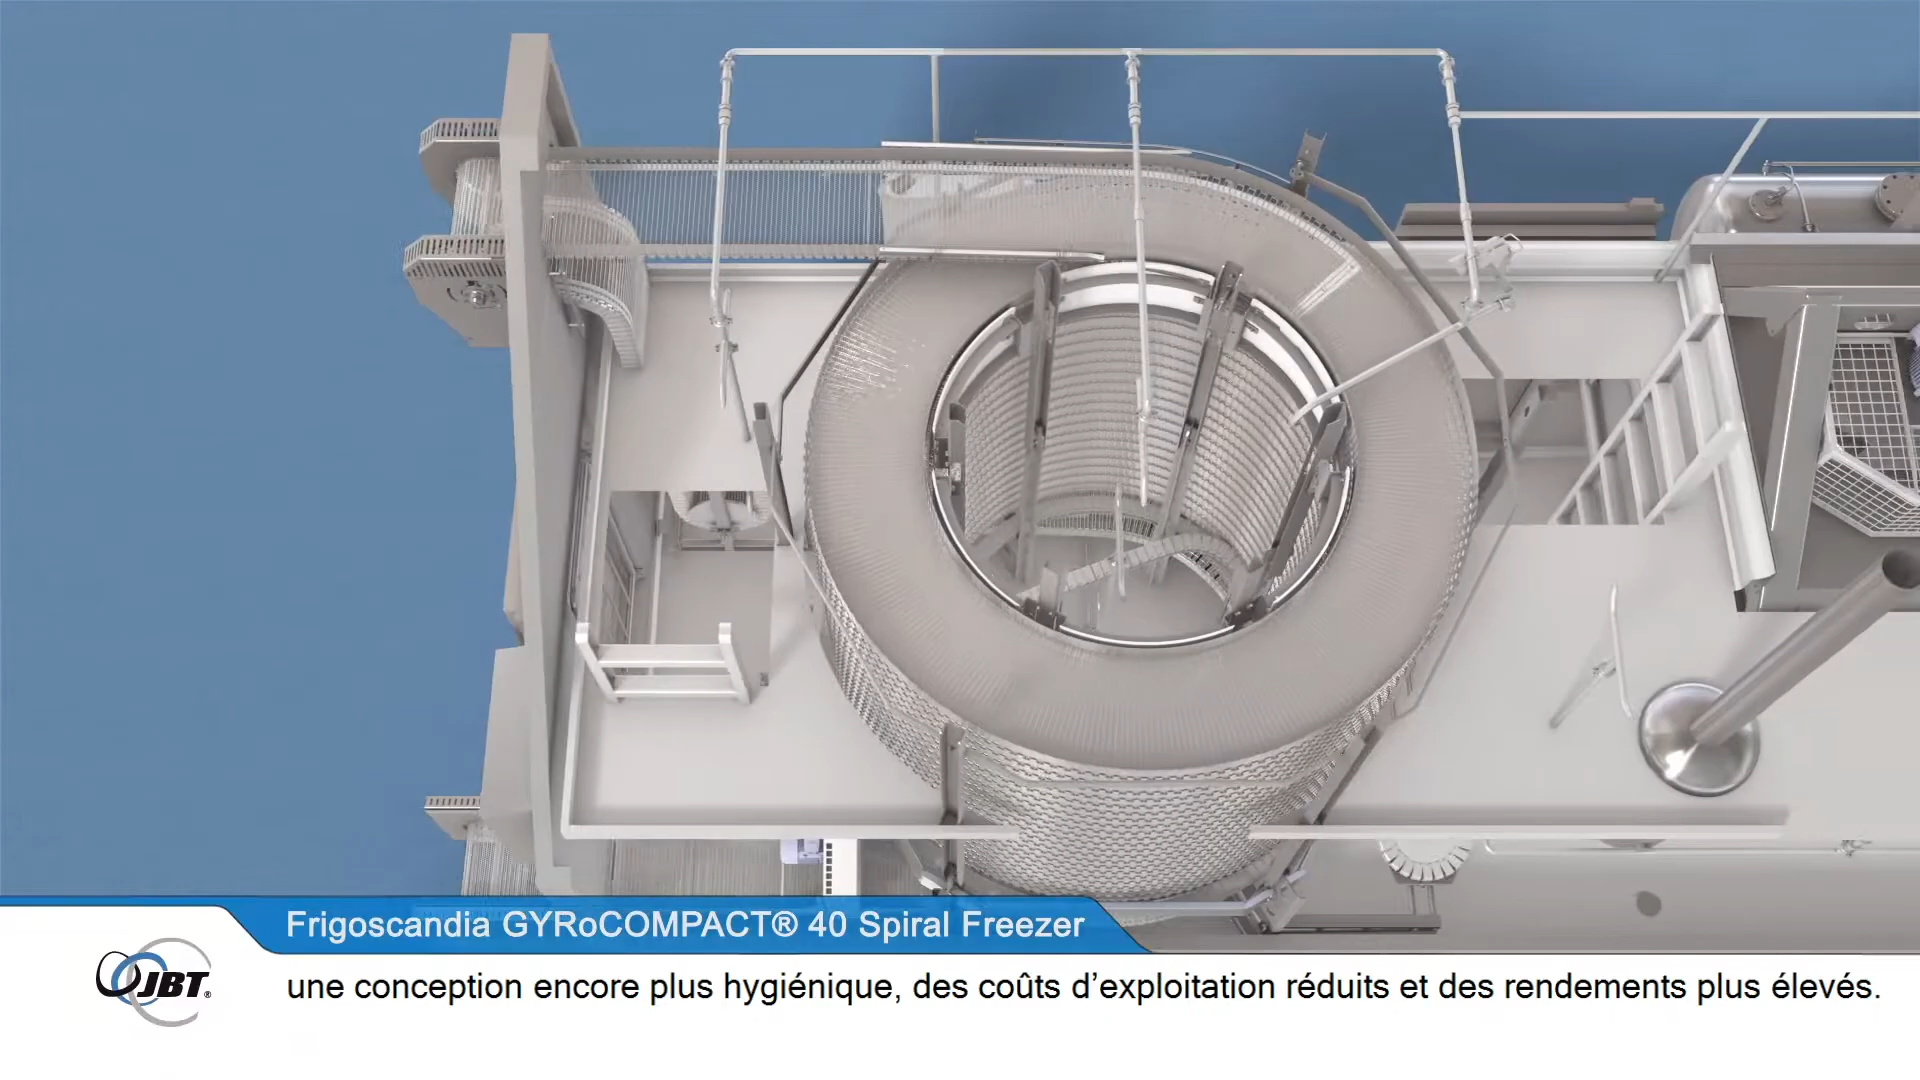 Frigoscandia GYRoCOMPACT® 40 Spiral Freezer
JBT®
une conception encore plus hygiénique, des coûts d’exploitation réduits et des rendements plus élevés.